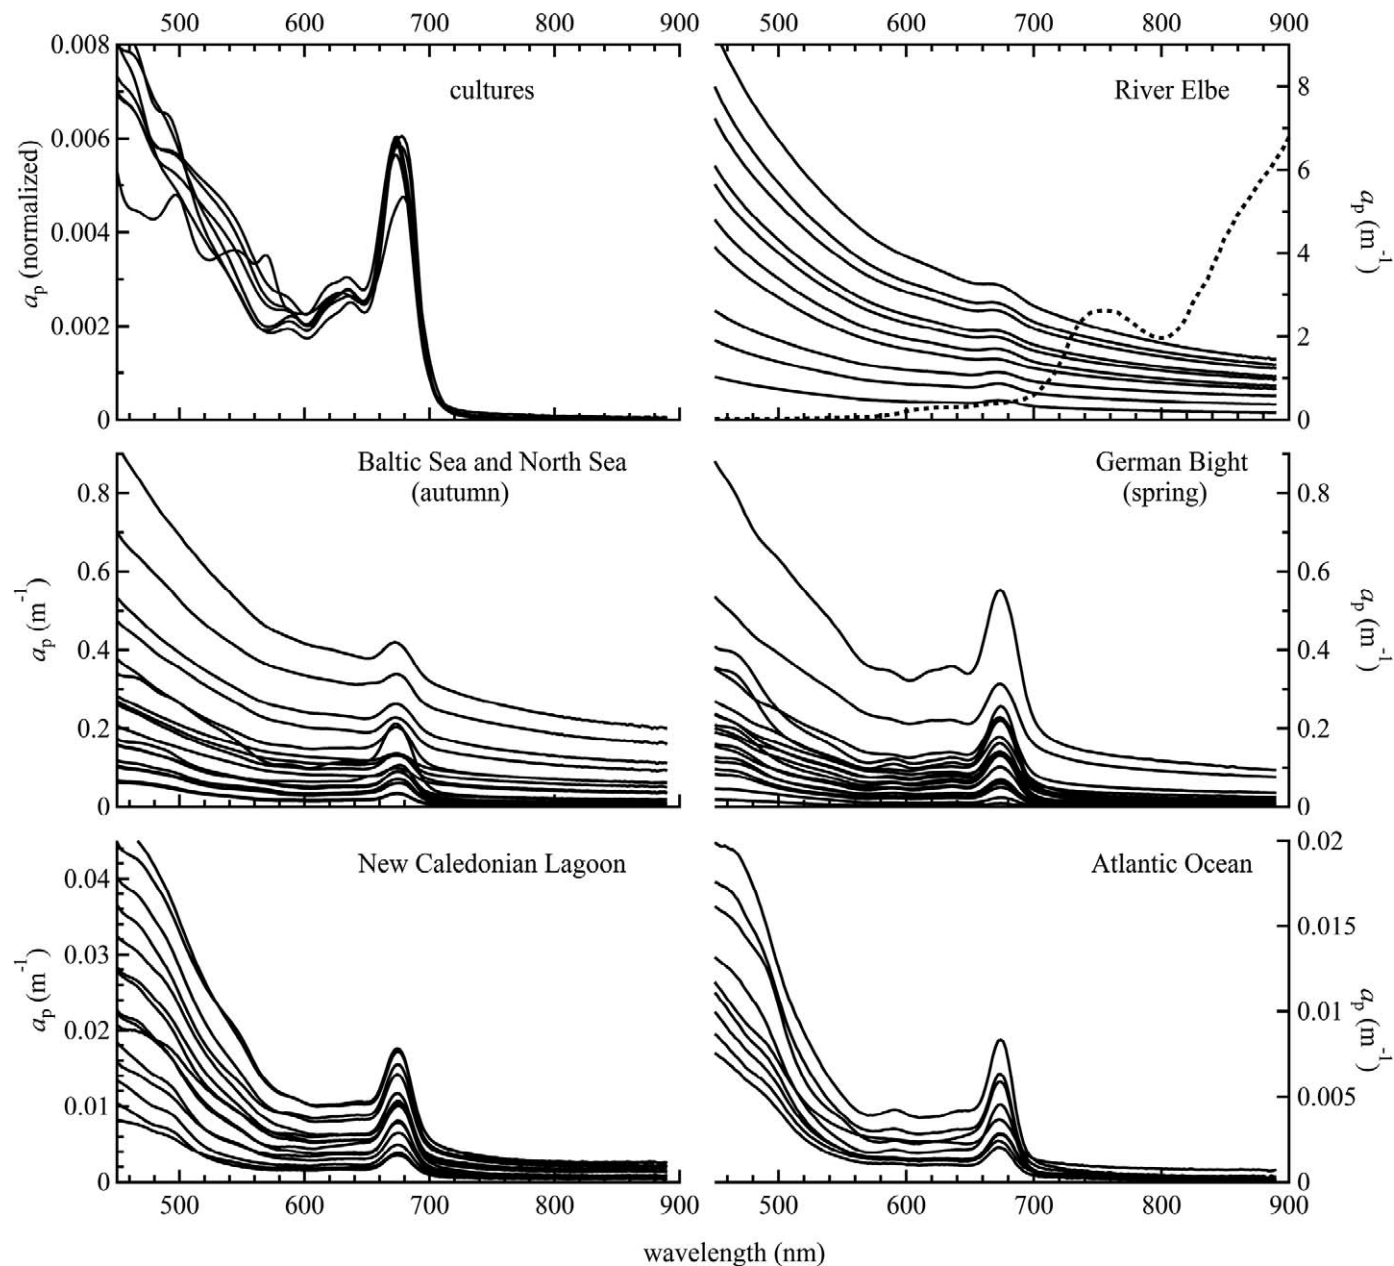 500 600 700 800 900 500 600 700 800 900
0.008
0.006
0.004
0.002
0
a_p (normalized)
cultures
River Elbe
8
6
4
2
0
a_p (m^-1)
Baltic Sea and North Sea
(autumn)
0.8
0.6
0.4
0.2
0
a_p (m^-1)
German Bight
(spring)
0.8
0.6
0.4
0.2
0
a_p (m^-1)
New Caledonian Lagoon
0.04
0.03
0.02
0.01
0
a_p (m^-1)
Atlantic Ocean
0.02
0.015
0.01
0.005
0
a_p (m^-1)
500 600 700 800 900 500 600 700 800 900
wavelength (nm)